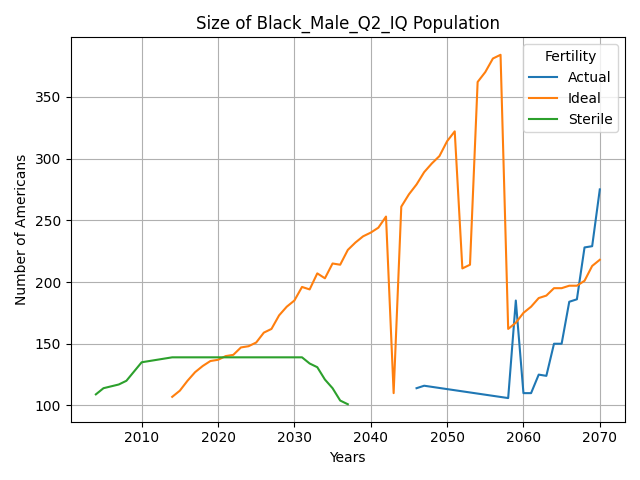 Size of Black_Male_Q2_IQ Population
Number of Americans
350
300
250
200
150
100
2010
2020
2030
2040
2050
2060
2070
Years
Fertility
Actual
Ideal
Sterile